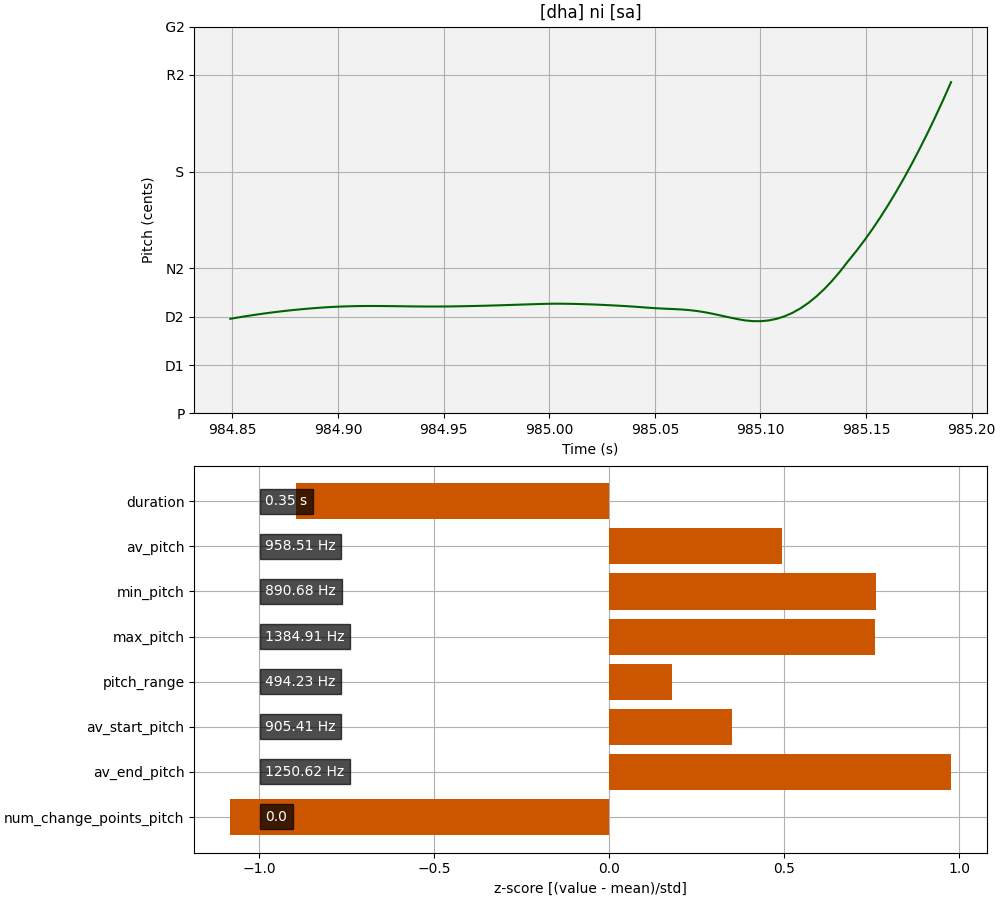 [dha] ni [sa]
G2
R2
S
N2
D2
D1
P
Pitch (cents)
984.85 984.90 984.95 985.00 985.05 985.10 985.15 985.20
Time (s)
duration 0.35 s
av_pitch 958.51 Hz
min_pitch 890.68 Hz
max_pitch 1384.91 Hz
pitch_range 494.23 Hz
av_start_pitch 905.41 Hz
av_end_pitch 1250.62 Hz
num_change_points_pitch 0.0
−1.0 −0.5 0.0 0.5 1.0
z-score [(value - mean)/std]